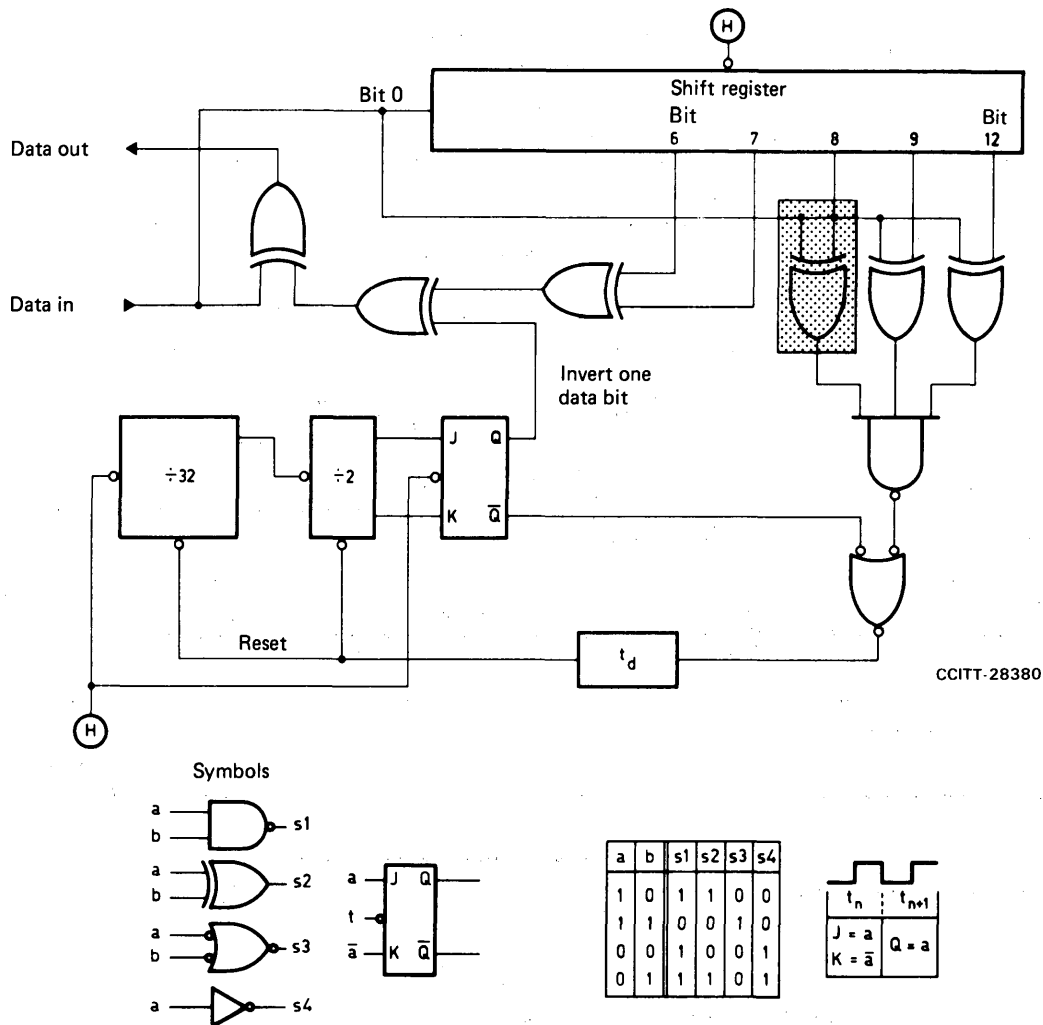 H
Shift register
Bit 0
Bit
Bit
6
7
8
9
12
Data out
Data in
Invert one
data bit
÷32
÷2
J
Q
K
Q̅
Reset
t_d
CCITT-28380
H
Symbols
a
b
s1
a
b
s2
a
b
s3
a
s4
a
J
Q
t
a̅
K
Q̅
a b s1 s2 s3 s4
1 0 1 1 0 0
1 1 0 0 1 0
0 0 1 0 0 1
0 1 1 1 0 1
t_n
t_n+1
J = a
K = a̅
Q = a